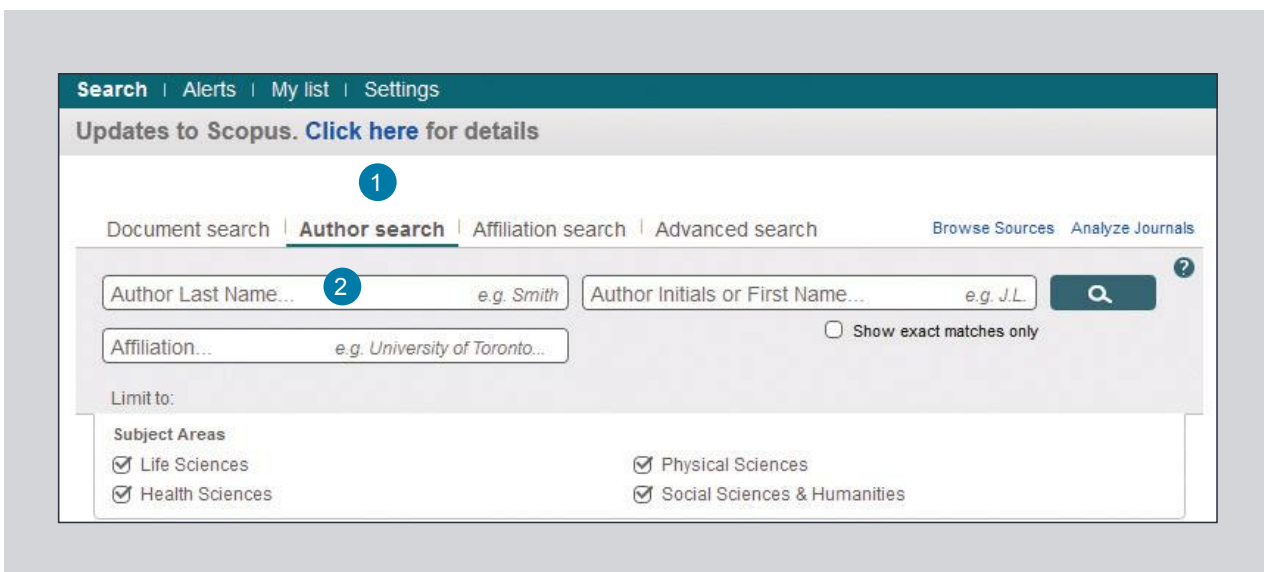 Search | Alerts | My list | Settings
Updates to Scopus. Click here for details
1
Document search | Author search | Affiliation search | Advanced search Browse Sources Analyze Journals
?
Author Last Name... 2 e.g. Smith Author Initials or First Name... e.g. J.L.
Show exact matches only
Affiliation... e.g. University of Toronto...
Limit to:
Subject Areas
Life Sciences Physical Sciences
Health Sciences Social Sciences & Humanities